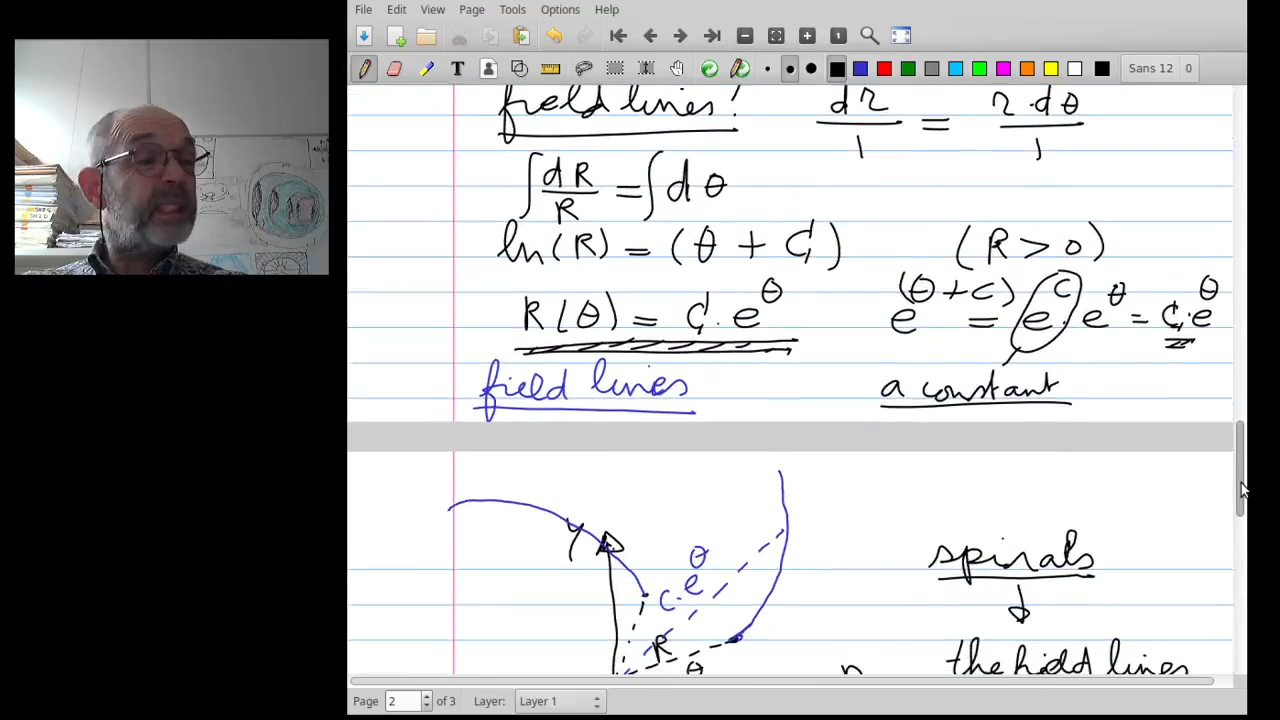 File Edit View Page Tools Options Help
Sans 12 0
field lines! dr/1 = r·dθ/1
∫ dR/R = ∫ dθ
ln(R) = (θ + C) (R > 0)
R(θ) = C · e^θ e^(θ+C) = e^C · e^θ = C·e^θ
field lines a constant
Y
C·e^θ
spirals
R θ
the field lines
Page 2 of 3 Layer: Layer 1